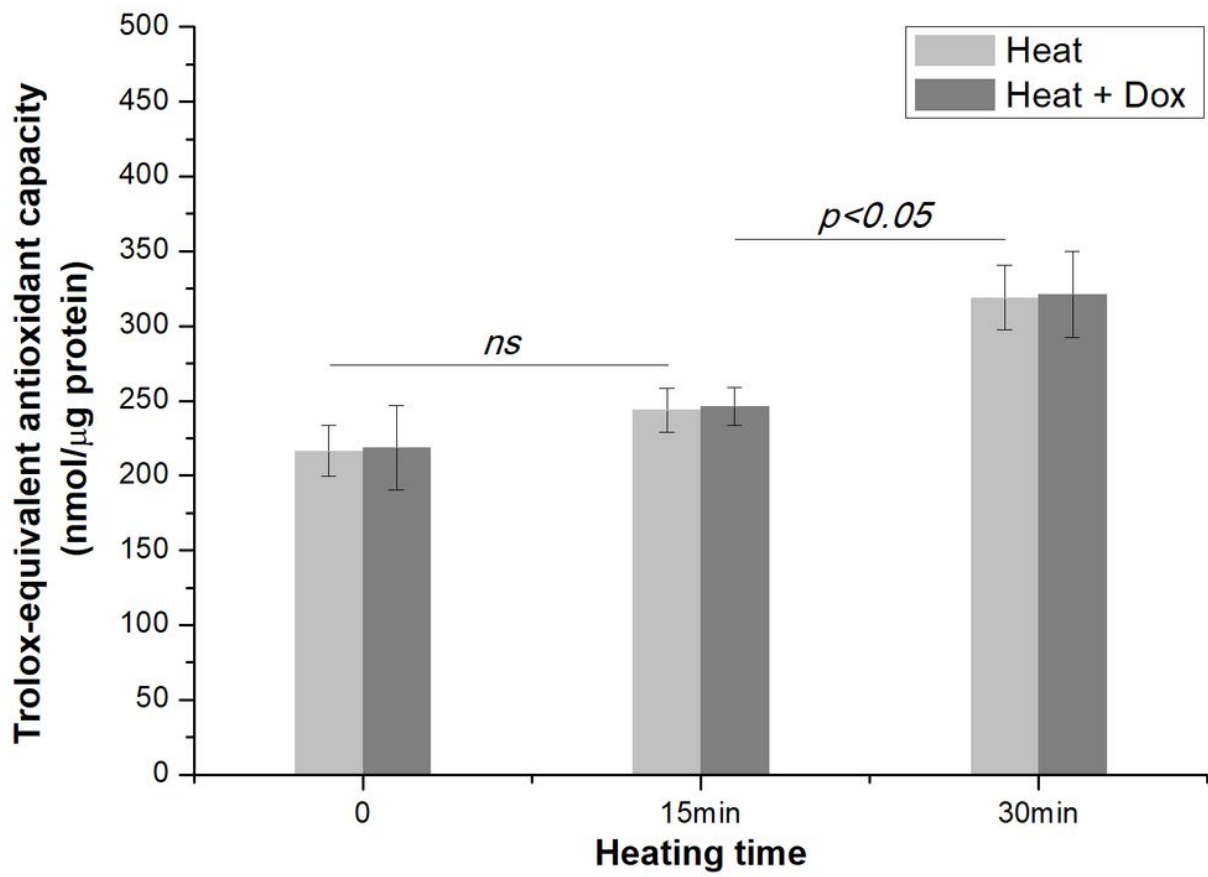 Trolox-equivalent antioxidant capacity
(nmol/μg protein)
500
450
400
350
300
250
200
150
100
50
0
Heat
Heat + Dox
p<0.05
ns
0
15min
30min
Heating time